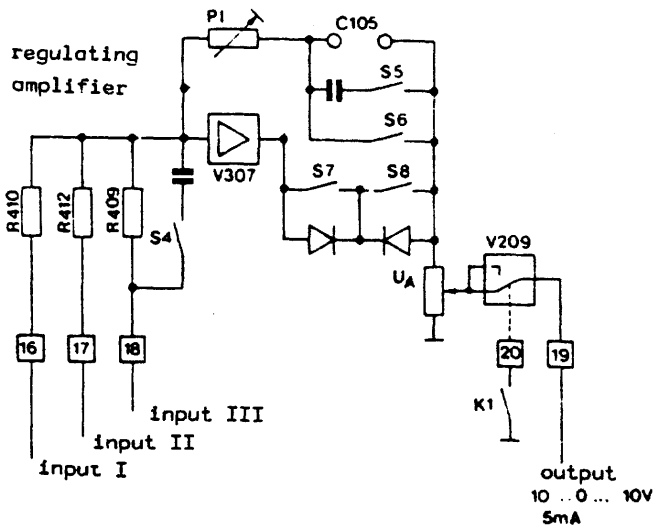 P1
C105
regulating
amplifier
S5
S6
V307
S7
S8
R410
R412
R409
S4
V209
UA
16
17
18
20
19
K1
input III
input II
input I
output
10 .. 0 ... 10V
5mA